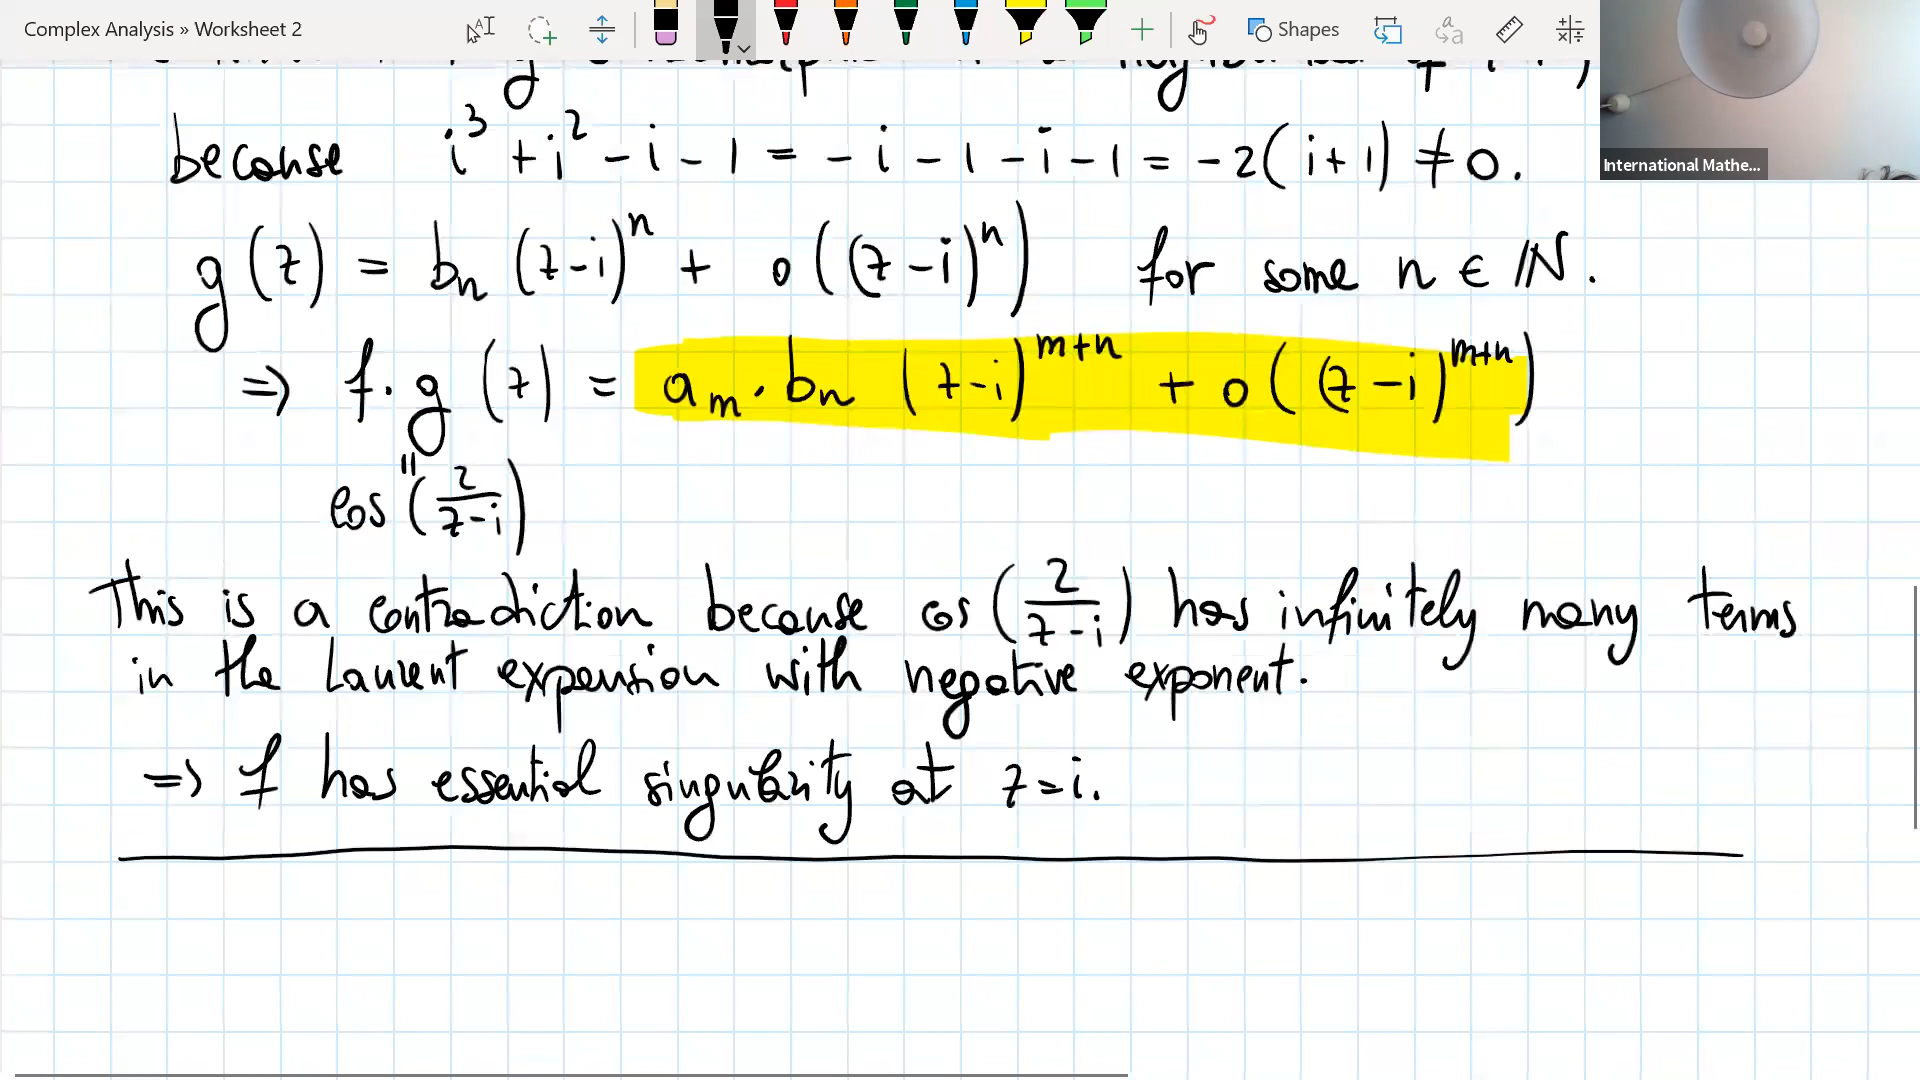 Complex Analysis » Worksheet 2
Shapes
International Mathe...
because i³ + i² - i - 1 = - i - 1 - i - 1 = -2(i+1) ≠ 0.
g(z) = bₙ (z-i)ⁿ + o((z-i)ⁿ) for some n ∈ ℕ.
⇒ f·g (z) = aₘ · bₙ (z-i)ᵐ⁺ⁿ + o((z-i)ᵐ⁺ⁿ)
"
cos (2/(z-i))
This is a contradiction because cos (2/(z-i)) has infinitely many terms
in the Laurent expension with negative exponent.
⇒ f has essential singularity at z=i.